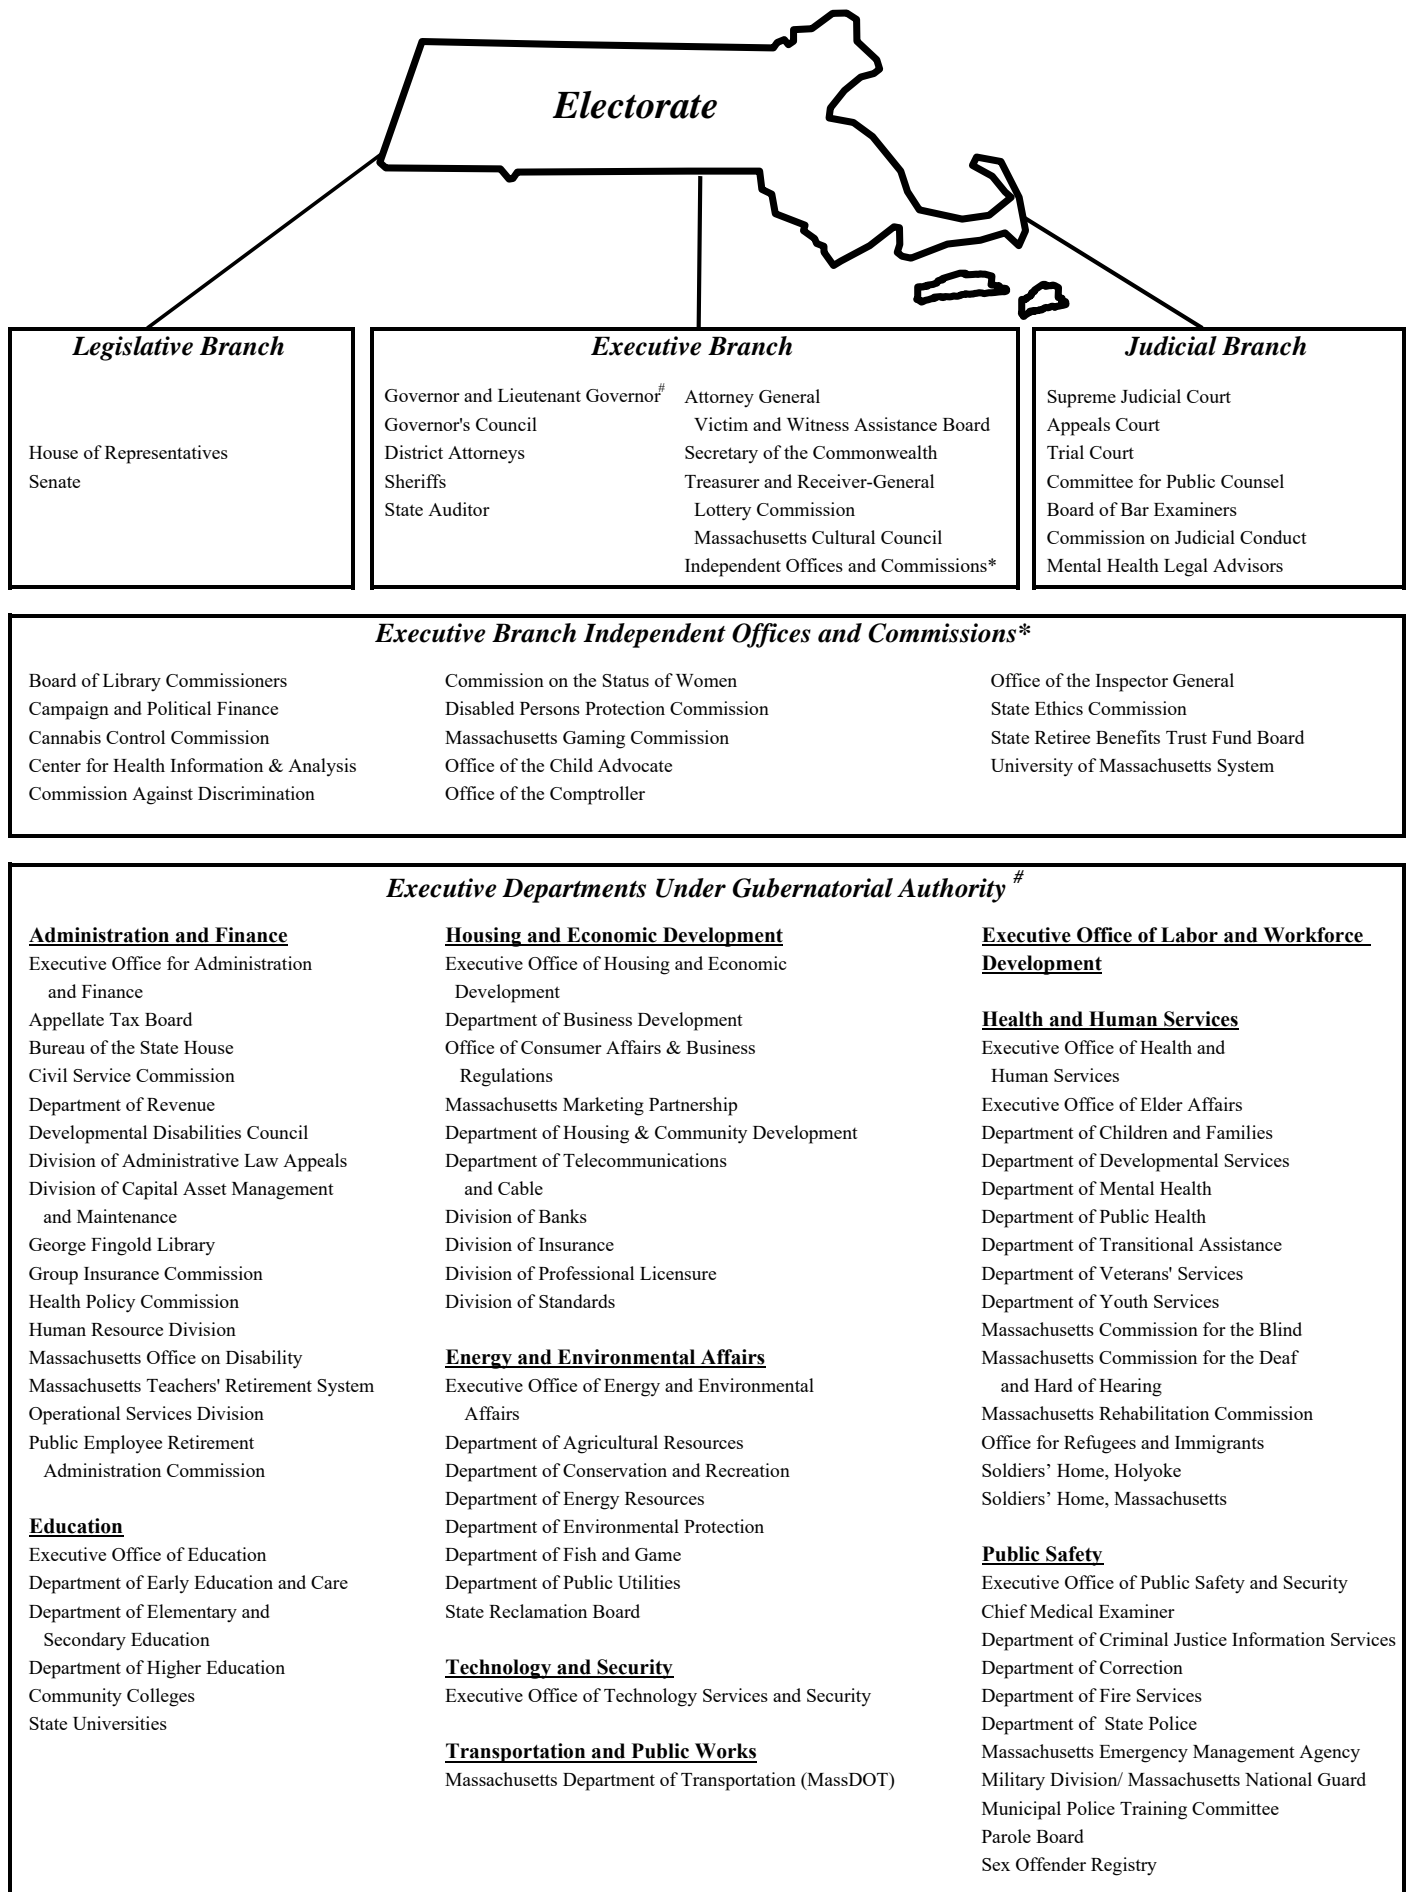 Electorate
Legislative Branch
House of Representatives
Senate
Executive Branch
Governor and Lieutenant Governor#
Governor's Council
District Attorneys
Sheriffs
State Auditor
Attorney General
Victim and Witness Assistance Board
Secretary of the Commonwealth
Treasurer and Receiver-General
Lottery Commission
Massachusetts Cultural Council
Independent Offices and Commissions*
Judicial Branch
Supreme Judicial Court
Appeals Court
Trial Court
Committee for Public Counsel
Board of Bar Examiners
Commission on Judicial Conduct
Mental Health Legal Advisors
Executive Branch Independent Offices and Commissions*
Board of Library Commissioners
Campaign and Political Finance
Cannabis Control Commission
Center for Health Information & Analysis
Commission Against Discrimination
Commission on the Status of Women
Disabled Persons Protection Commission
Massachusetts Gaming Commission
Office of the Child Advocate
Office of the Comptroller
Office of the Inspector General
State Ethics Commission
State Retiree Benefits Trust Fund Board
University of Massachusetts System
Executive Departments Under Gubernatorial Authority #
Administration and Finance
Executive Office for Administration
and Finance
Appellate Tax Board
Bureau of the State House
Civil Service Commission
Department of Revenue
Developmental Disabilities Council
Division of Administrative Law Appeals
Division of Capital Asset Management
and Maintenance
George Fingold Library
Group Insurance Commission
Health Policy Commission
Human Resource Division
Massachusetts Office on Disability
Massachusetts Teachers' Retirement System
Operational Services Division
Public Employee Retirement
Administration Commission
Education
Executive Office of Education
Department of Early Education and Care
Department of Elementary and
Secondary Education
Department of Higher Education
Community Colleges
State Universities
Housing and Economic Development
Executive Office of Housing and Economic
Development
Department of Business Development
Office of Consumer Affairs & Business
Regulations
Massachusetts Marketing Partnership
Department of Housing & Community Development
Department of Telecommunications
and Cable
Division of Banks
Division of Insurance
Division of Professional Licensure
Division of Standards
Energy and Environmental Affairs
Executive Office of Energy and Environmental
Affairs
Department of Agricultural Resources
Department of Conservation and Recreation
Department of Energy Resources
Department of Environmental Protection
Department of Fish and Game
Department of Public Utilities
State Reclamation Board
Technology and Security
Executive Office of Technology Services and Security
Transportation and Public Works
Massachusetts Department of Transportation (MassDOT)
Executive Office of Labor and Workforce
Development
Health and Human Services
Executive Office of Health and
Human Services
Executive Office of Elder Affairs
Department of Children and Families
Department of Developmental Services
Department of Mental Health
Department of Public Health
Department of Transitional Assistance
Department of Veterans' Services
Department of Youth Services
Massachusetts Commission for the Blind
Massachusetts Commission for the Deaf
and Hard of Hearing
Massachusetts Rehabilitation Commission
Office for Refugees and Immigrants
Soldiers’ Home, Holyoke
Soldiers’ Home, Massachusetts
Public Safety
Executive Office of Public Safety and Security
Chief Medical Examiner
Department of Criminal Justice Information Services
Department of Correction
Department of Fire Services
Department of State Police
Massachusetts Emergency Management Agency
Military Division/ Massachusetts National Guard
Municipal Police Training Committee
Parole Board
Sex Offender Registry